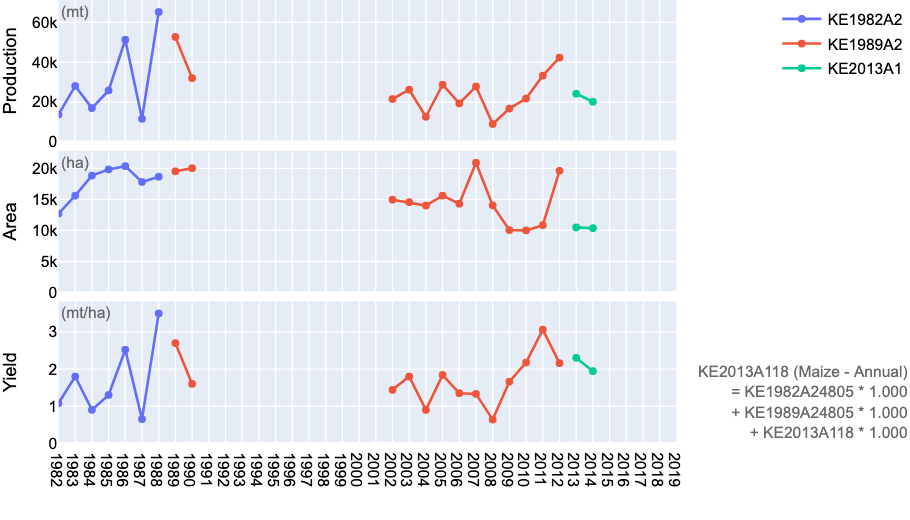 Production
(mt)
60k
40k
20k
0
KE1982A2
KE1989A2
KE2013A1
Area
(ha)
20k
15k
10k
5k
0
Yield
(mt/ha)
3
2
1
0
1982
1983
1984
1985
1986
1987
1988
1989
1990
1991
1992
1993
1994
1995
1996
1997
1998
1999
2000
2001
2002
2003
2004
2005
2006
2007
2008
2009
2010
2011
2012
2013
2014
2015
2016
2017
2018
2019
KE2013A118 (Maize - Annual)
= KE1982A24805 * 1.000
+ KE1989A24805 * 1.000
+ KE2013A118 * 1.000